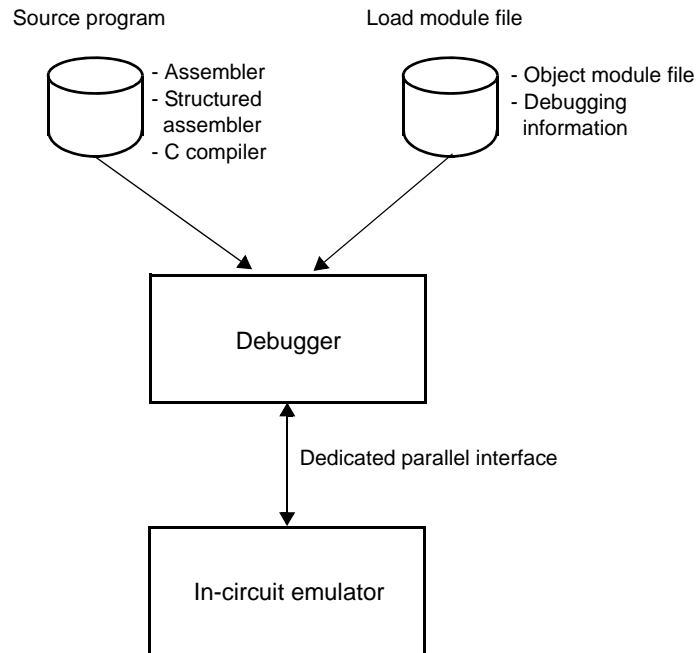 Source program
Load module file
- Assembler
- Structured
assembler
- C compiler
- Object module file
- Debugging
information
Debugger
Dedicated parallel interface
In-circuit emulator